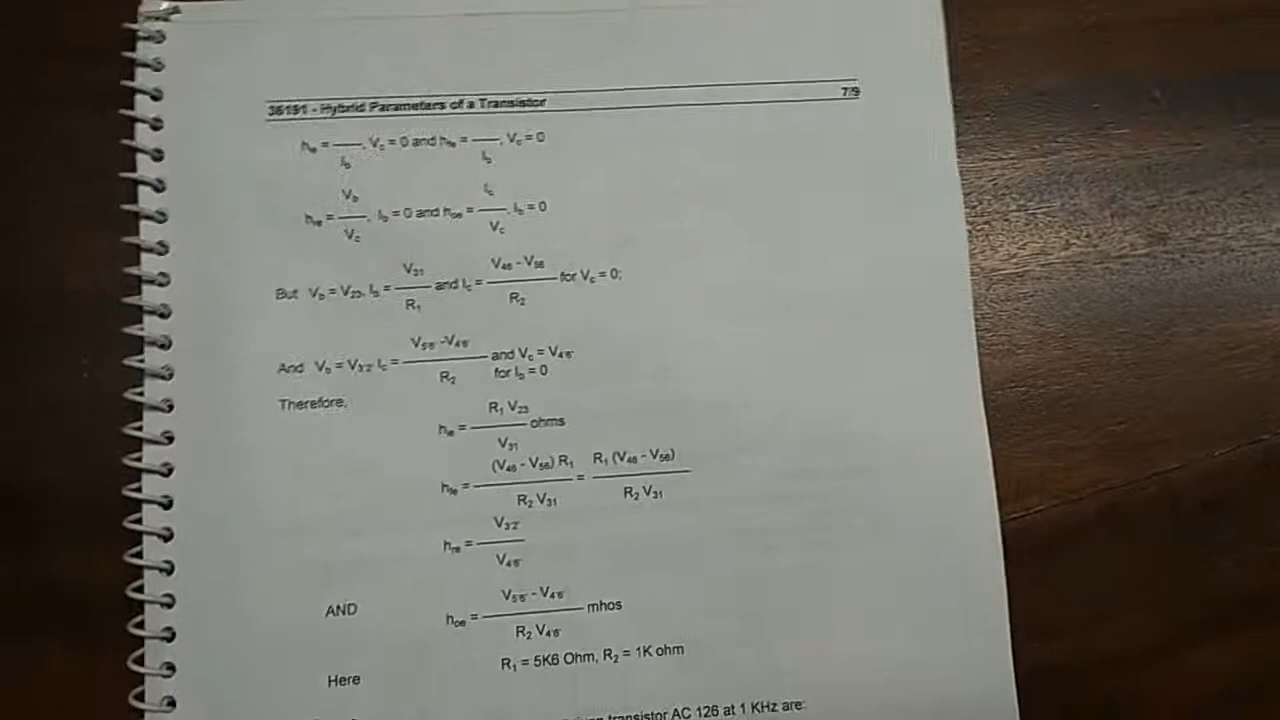 36191 - Hybrid Parameters of a Transistor 7/9
hie = ——, Vc = 0 and hfe = ——, Vc = 0
Ib Ib
Vb Ic
hre = ——, Ib = 0 and hoe = ——, Ib = 0
Vc Vc
V31 V46 - V56
But Vb = V23, Ib = —— and Ic = —— for Vc = 0;
R1 R2
V5'6' - V4'6'
And Vb = V3'2' Ic = —— and Vc = V4'6'
R2 for Ib = 0
Therefore,
R1 V23
hie = —— ohms
V31
(V46 - V56) R1 R1 (V46 - V56)
hfe = —— = ——
R2 V31 R2 V31
V3'2'
hre = ——
V4'6'
V5'6' - V4'6'
AND hoe = —— mhos
R2 V4'6'
Here R1 = 5K6 Ohm, R2 = 1K ohm
transistor AC 126 at 1 KHz are: